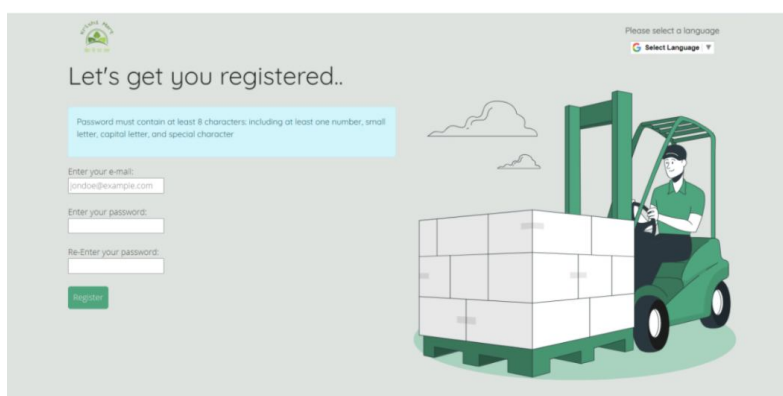 Please select a language
Select Language ▼
Let's get you registered..
Password must contain at least 8 characters: including at least one number, small
letter, capital letter, and special character
Enter your e-mail:
jondoe@example.com
Enter your password:
Re-Enter your password:
Register